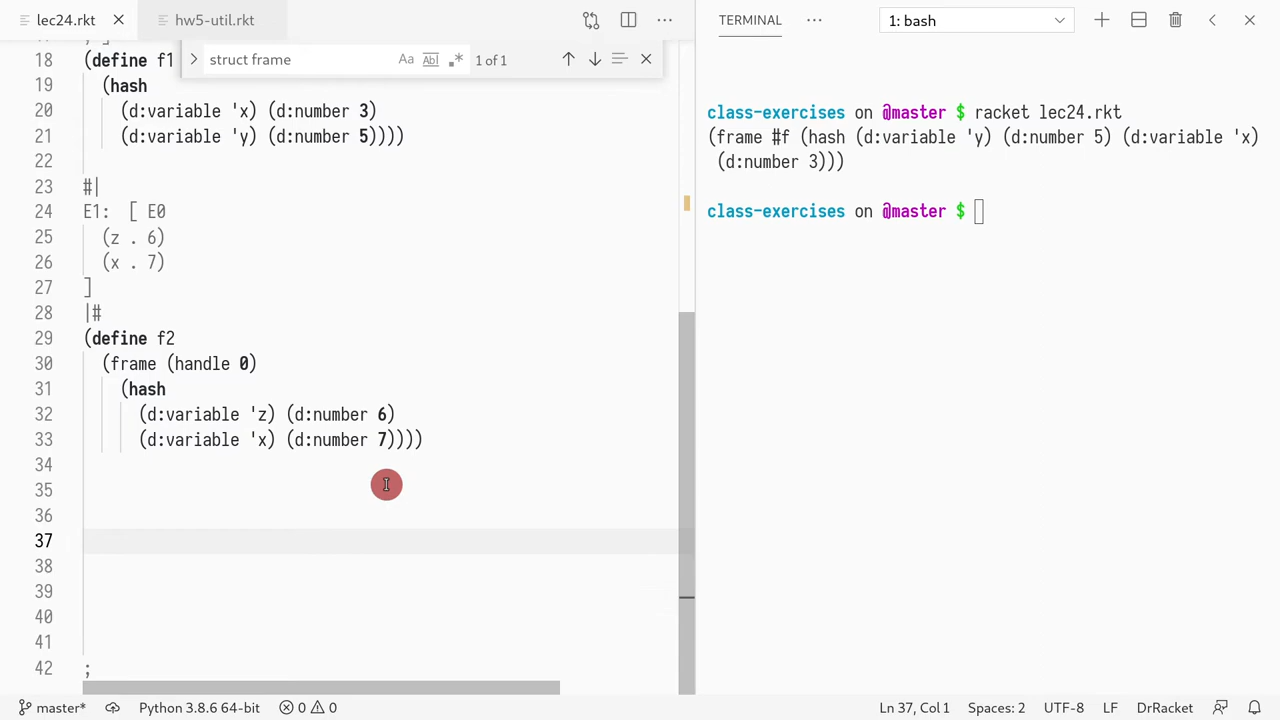 lec24.rkt
hw5-util.rkt
TERMINAL
1: bash
struct frame
Aa Abl .* 1 of 1
18 (define f1
19 (hash
20 (d:variable 'x) (d:number 3)
21 (d:variable 'y) (d:number 5))))
22
23 #|
24 E1: [ E0
25 (z . 6)
26 (x . 7)
27 ]
28 |#
29 (define f2
30 (frame (handle 0)
31 (hash
32 (d:variable 'z) (d:number 6)
33 (d:variable 'x) (d:number 7))))
34
35
36
37
38
39
40
41
42 ;
class-exercises on @master $ racket lec24.rkt
(frame #f (hash (d:variable 'y) (d:number 5) (d:variable 'x)
(d:number 3)))
class-exercises on @master $
master* Python 3.8.6 64-bit 0 0 Ln 37, Col 1 Spaces: 2 UTF-8 LF DrRacket